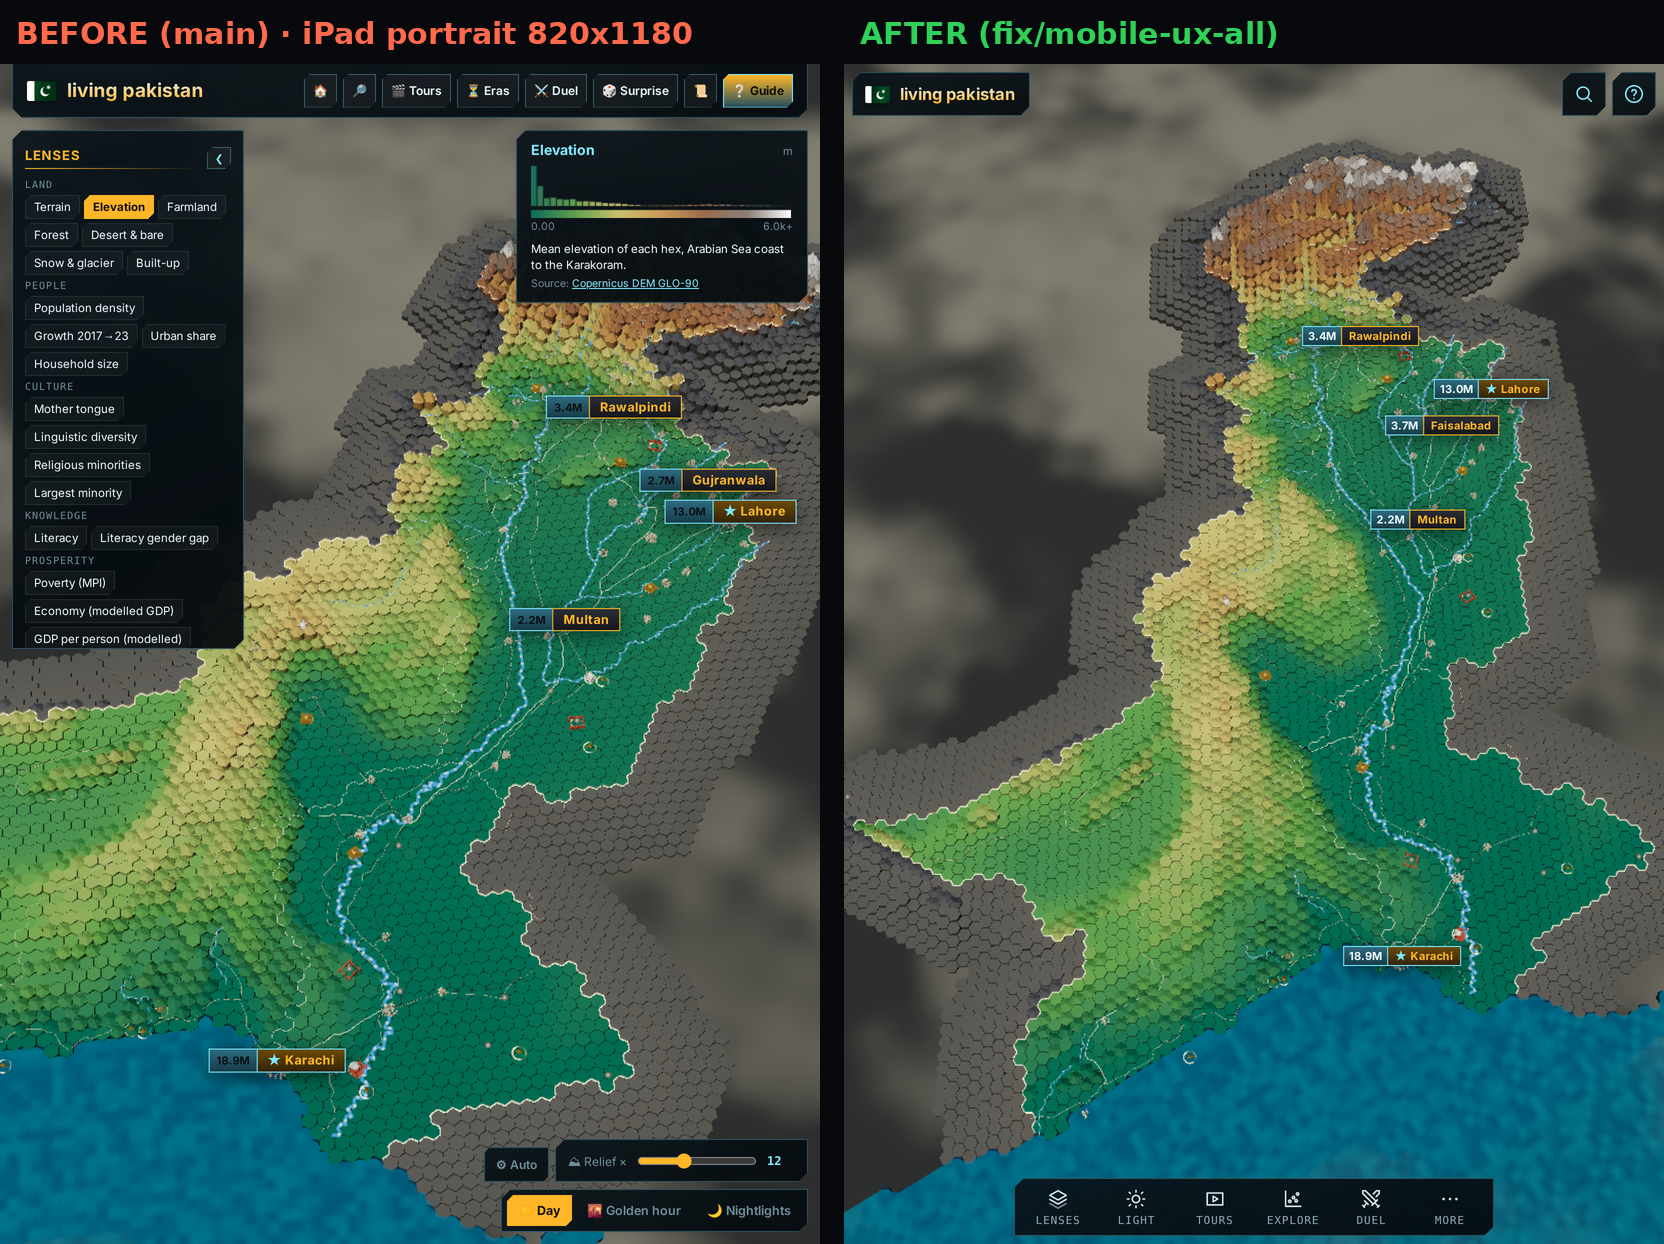 BEFORE (main) · iPad portrait 820x1180
living pakistan
Tours
Eras
Duel
Surprise
? Guide
LENSES
LAND
Terrain
Elevation
Farmland
Forest
Desert & bare
Snow & glacier
Built-up
PEOPLE
Population density
Growth 2017→23
Urban share
Household size
CULTURE
Mother tongue
Linguistic diversity
Religious minorities
Largest minority
KNOWLEDGE
Literacy
Literacy gender gap
PROSPERITY
Poverty (MPI)
Economy (modelled GDP)
GDP per person (modelled)
Elevation
m
0.00
6.0k+
Mean elevation of each hex, Arabian Sea coast
to the Karakoram.
Source: Copernicus DEM GLO-90
3.4M Rawalpindi
2.7M Gujranwala
13.0M ★ Lahore
2.2M Multan
18.9M ★ Karachi
Auto
Relief ×
12
Day
Golden hour
Nightlights
AFTER (fix/mobile-ux-all)
living pakistan
3.4M Rawalpindi
13.0M ★ Lahore
3.7M Faisalabad
2.2M Multan
18.9M ★ Karachi
LENSES
LIGHT
TOURS
EXPLORE
DUEL
MORE